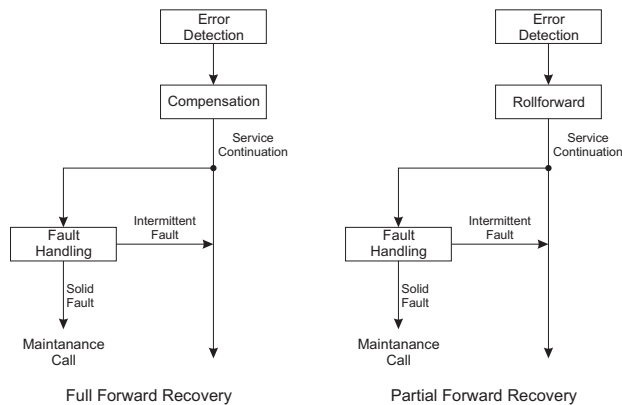 Error
Detection
Compensation
Service
Continuation
Fault
Handling
Intermittent
Fault
Solid
Fault
Maintanance
Call
Full Forward Recovery
Error
Detection
Rollforward
Service
Continuation
Fault
Handling
Intermittent
Fault
Solid
Fault
Maintanance
Call
Partial Forward Recovery